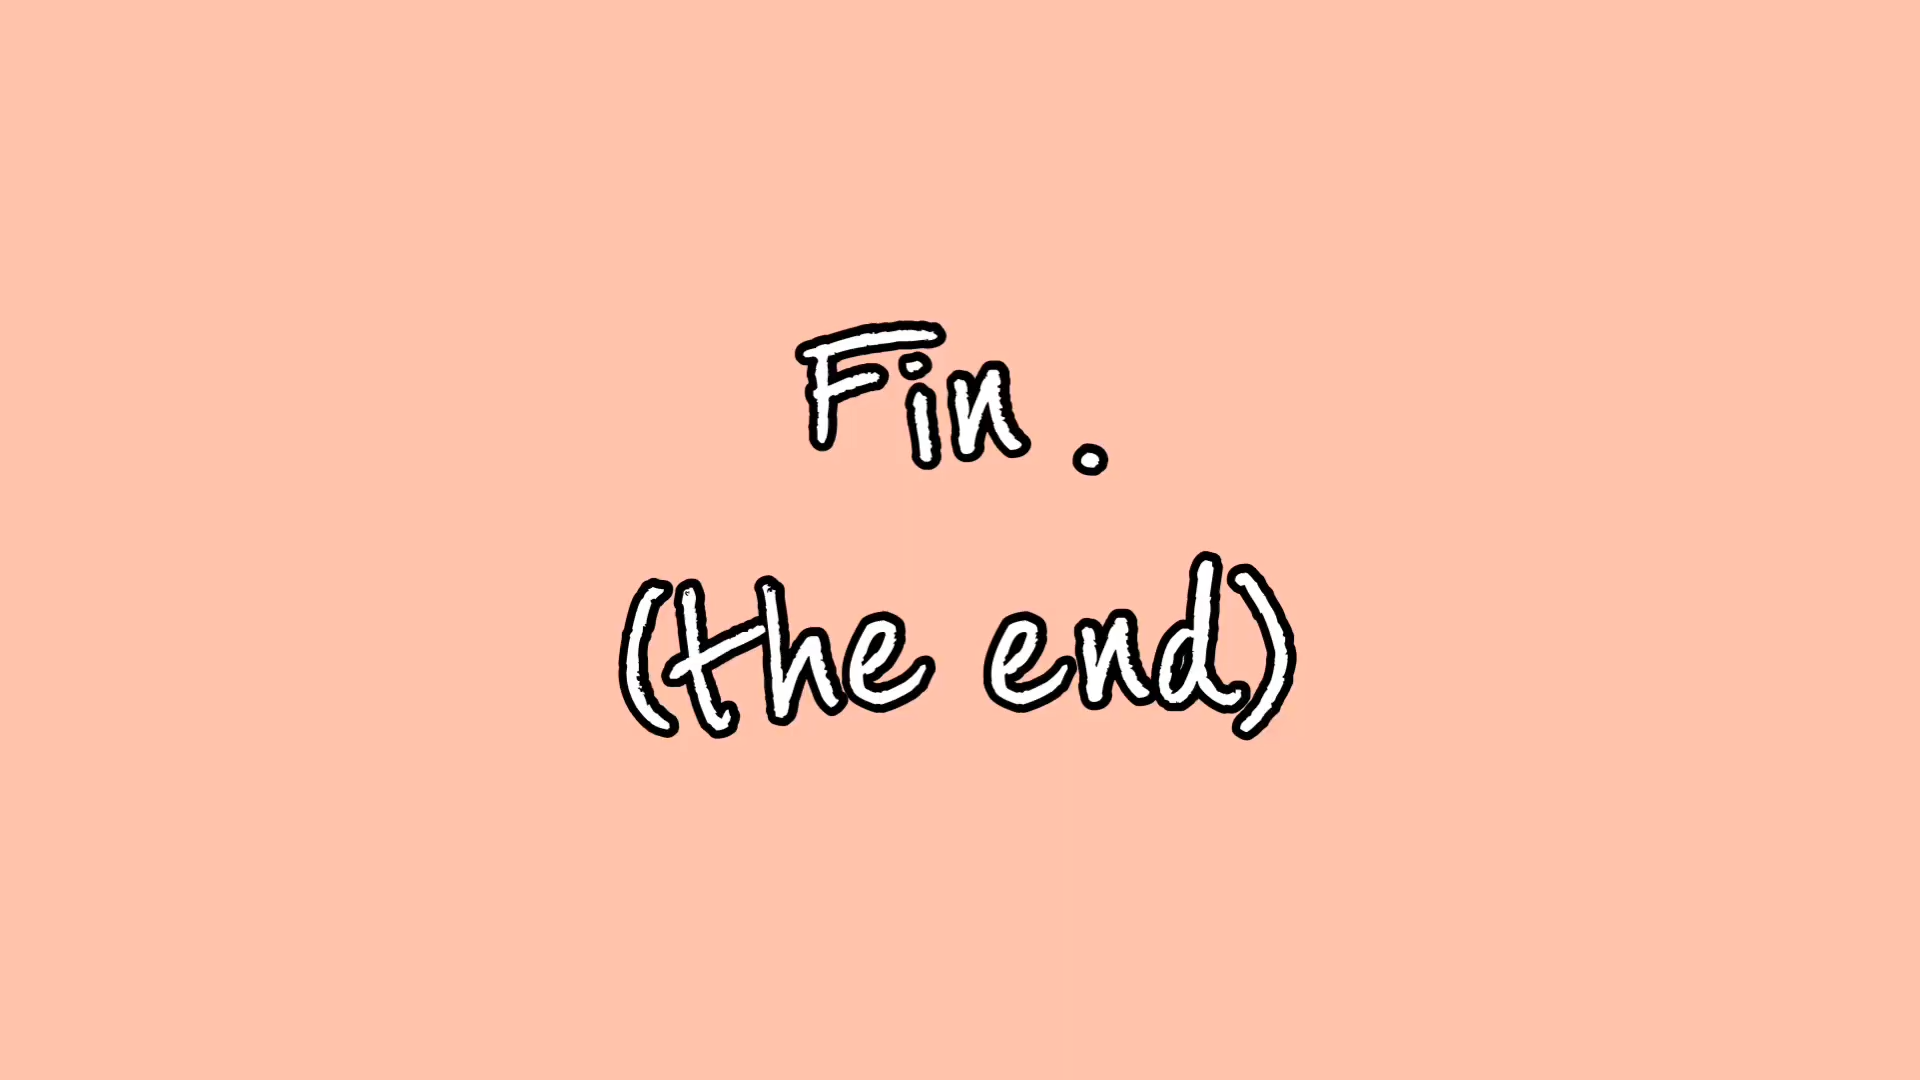 Fin .
(the end)